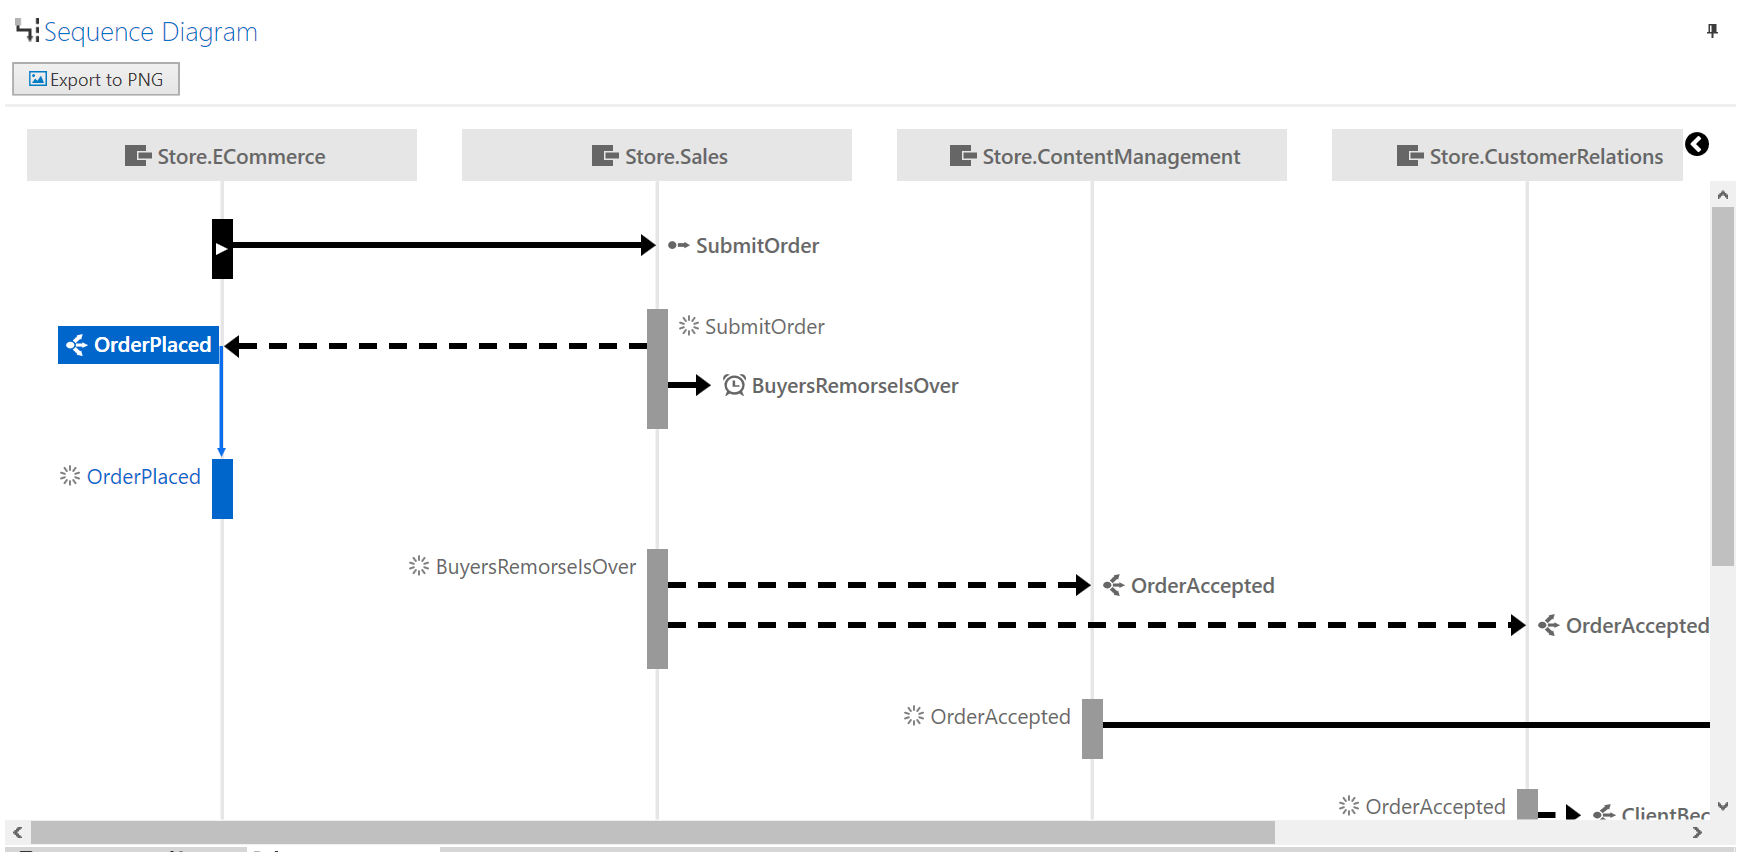 Sequence Diagram
Export to PNG
Store.ECommerce
Store.Sales
Store.ContentManagement
Store.CustomerRelations
SubmitOrder
SubmitOrder
OrderPlaced
BuyersRemorseIsOver
OrderPlaced
BuyersRemorseIsOver
OrderAccepted
OrderAccepted
OrderAccepted
OrderAccepted
ClientBec